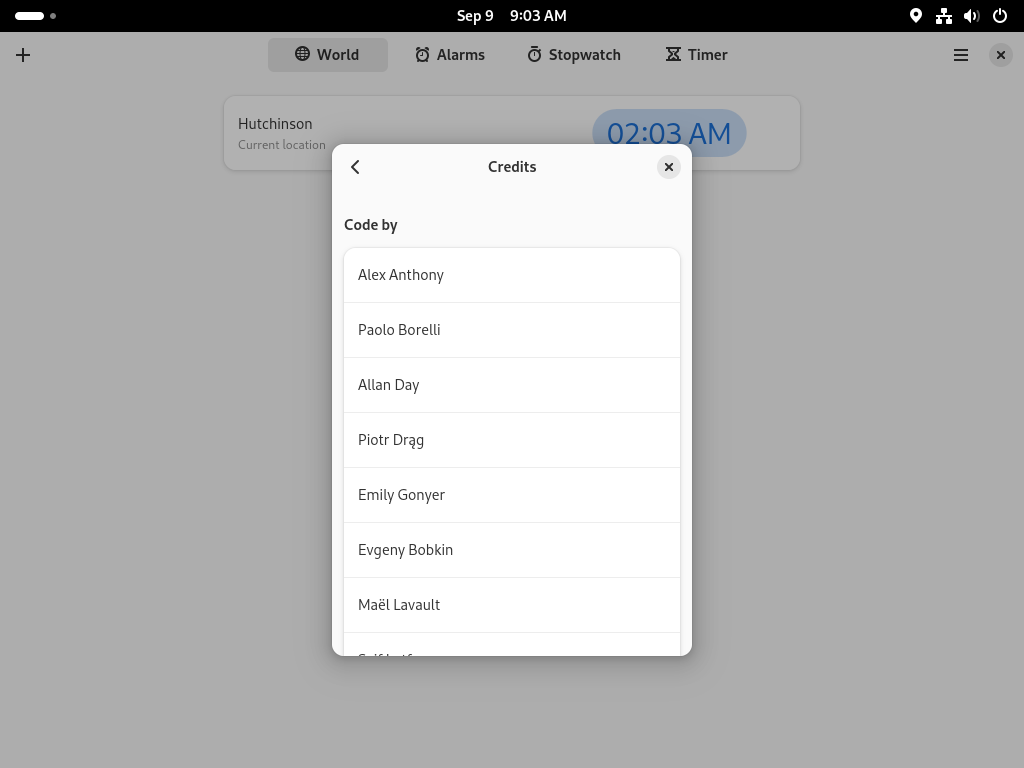 Sep 9 9:03 AM
World Alarms Stopwatch Timer
Hutchinson
Current location
02:03 AM
Credits
Code by
Alex Anthony
Paolo Borelli
Allan Day
Piotr Drąg
Emily Gonyer
Evgeny Bobkin
Maël Lavault